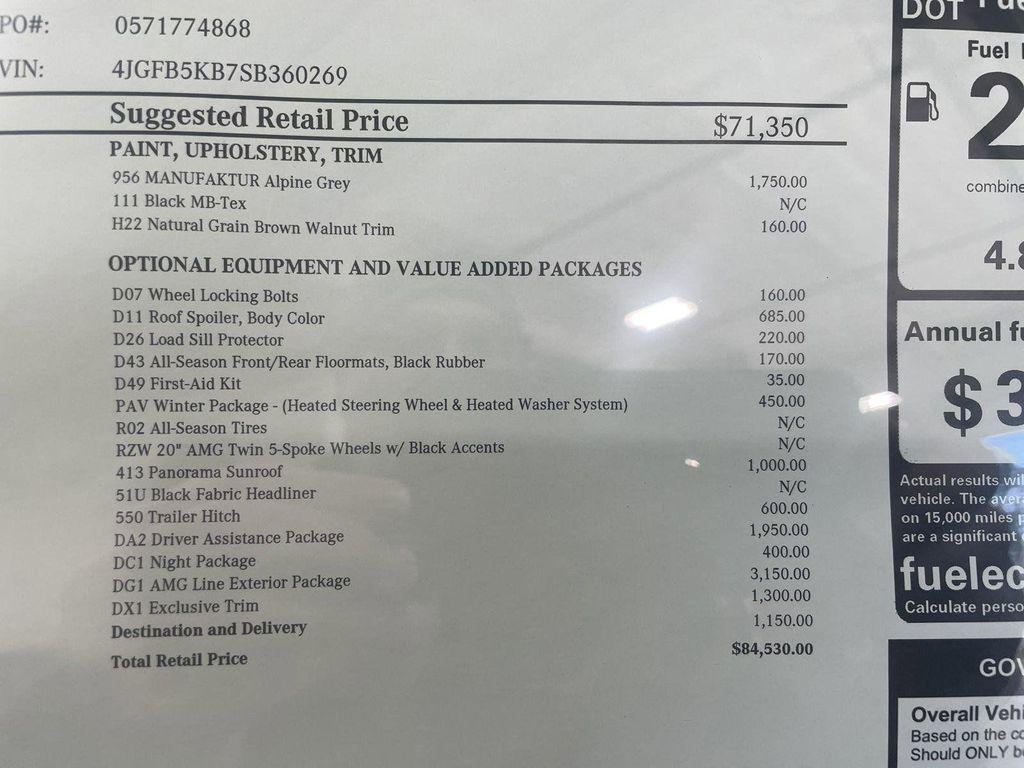 PO#: 0571774868
VIN: 4JGFB5KB7SB360269
Suggested Retail Price $71,350
PAINT, UPHOLSTERY, TRIM
956 MANUFAKTUR Alpine Grey 1,750.00
111 Black MB-Tex N/C
H22 Natural Grain Brown Walnut Trim 160.00
OPTIONAL EQUIPMENT AND VALUE ADDED PACKAGES
D07 Wheel Locking Bolts 160.00
D11 Roof Spoiler, Body Color 685.00
D26 Load Sill Protector 220.00
D43 All-Season Front/Rear Floormats, Black Rubber 170.00
D49 First-Aid Kit 35.00
PAV Winter Package - (Heated Steering Wheel & Heated Washer System) 450.00
R02 All-Season Tires N/C
RZW 20" AMG Twin 5-Spoke Wheels w/ Black Accents N/C
413 Panorama Sunroof 1,000.00
51U Black Fabric Headliner N/C
550 Trailer Hitch 600.00
DA2 Driver Assistance Package 1,950.00
DC1 Night Package 400.00
DG1 AMG Line Exterior Package 3,150.00
DX1 Exclusive Trim 1,300.00
Destination and Delivery 1,150.00
Total Retail Price $84,530.00
DOT
Fuel
2
combine
4.8
Annual fu
$3
Actual results wil
vehicle. The aver
on 15,000 miles p
are a significant
fuelec
Calculate perso
GOV
Overall Vehi
Based on the co
Should ONLY b